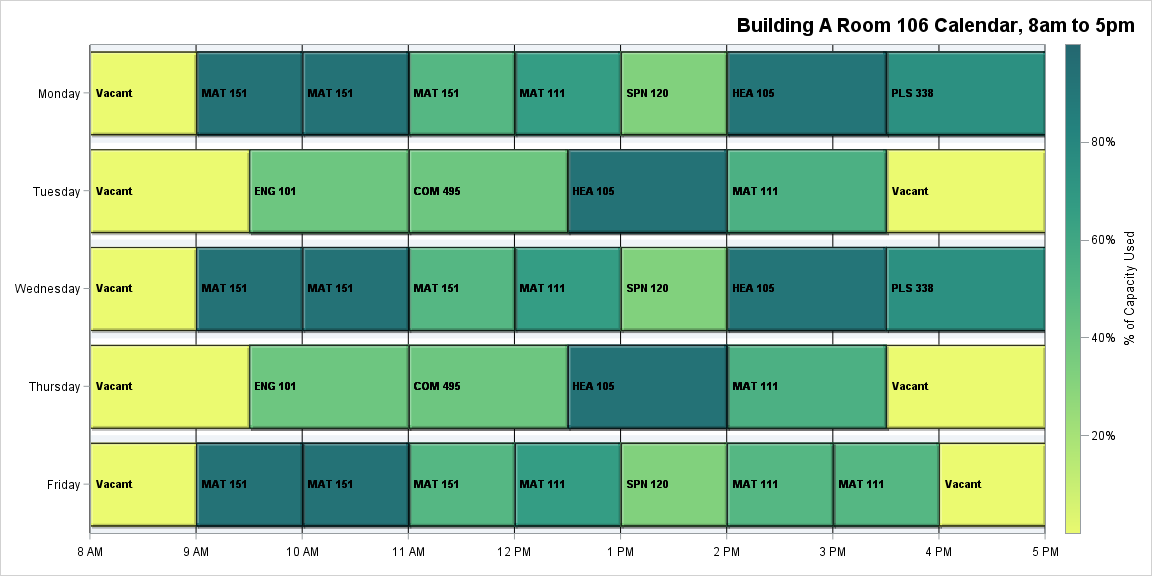 Building A Room 106 Calendar, 8am to 5pm
Monday
Vacant
MAT 151
MAT 151
MAT 151
MAT 111
SPN 120
HEA 105
PLS 338
Tuesday
Vacant
ENG 101
COM 495
HEA 105
MAT 111
Vacant
Wednesday
Vacant
MAT 151
MAT 151
MAT 151
MAT 111
SPN 120
HEA 105
PLS 338
Thursday
Vacant
ENG 101
COM 495
HEA 105
MAT 111
Vacant
Friday
Vacant
MAT 151
MAT 151
MAT 151
MAT 111
SPN 120
MAT 111
MAT 111
Vacant
8 AM
9 AM
10 AM
11 AM
12 PM
1 PM
2 PM
3 PM
4 PM
5 PM
80%
60%
40%
20%
% of Capacity Used